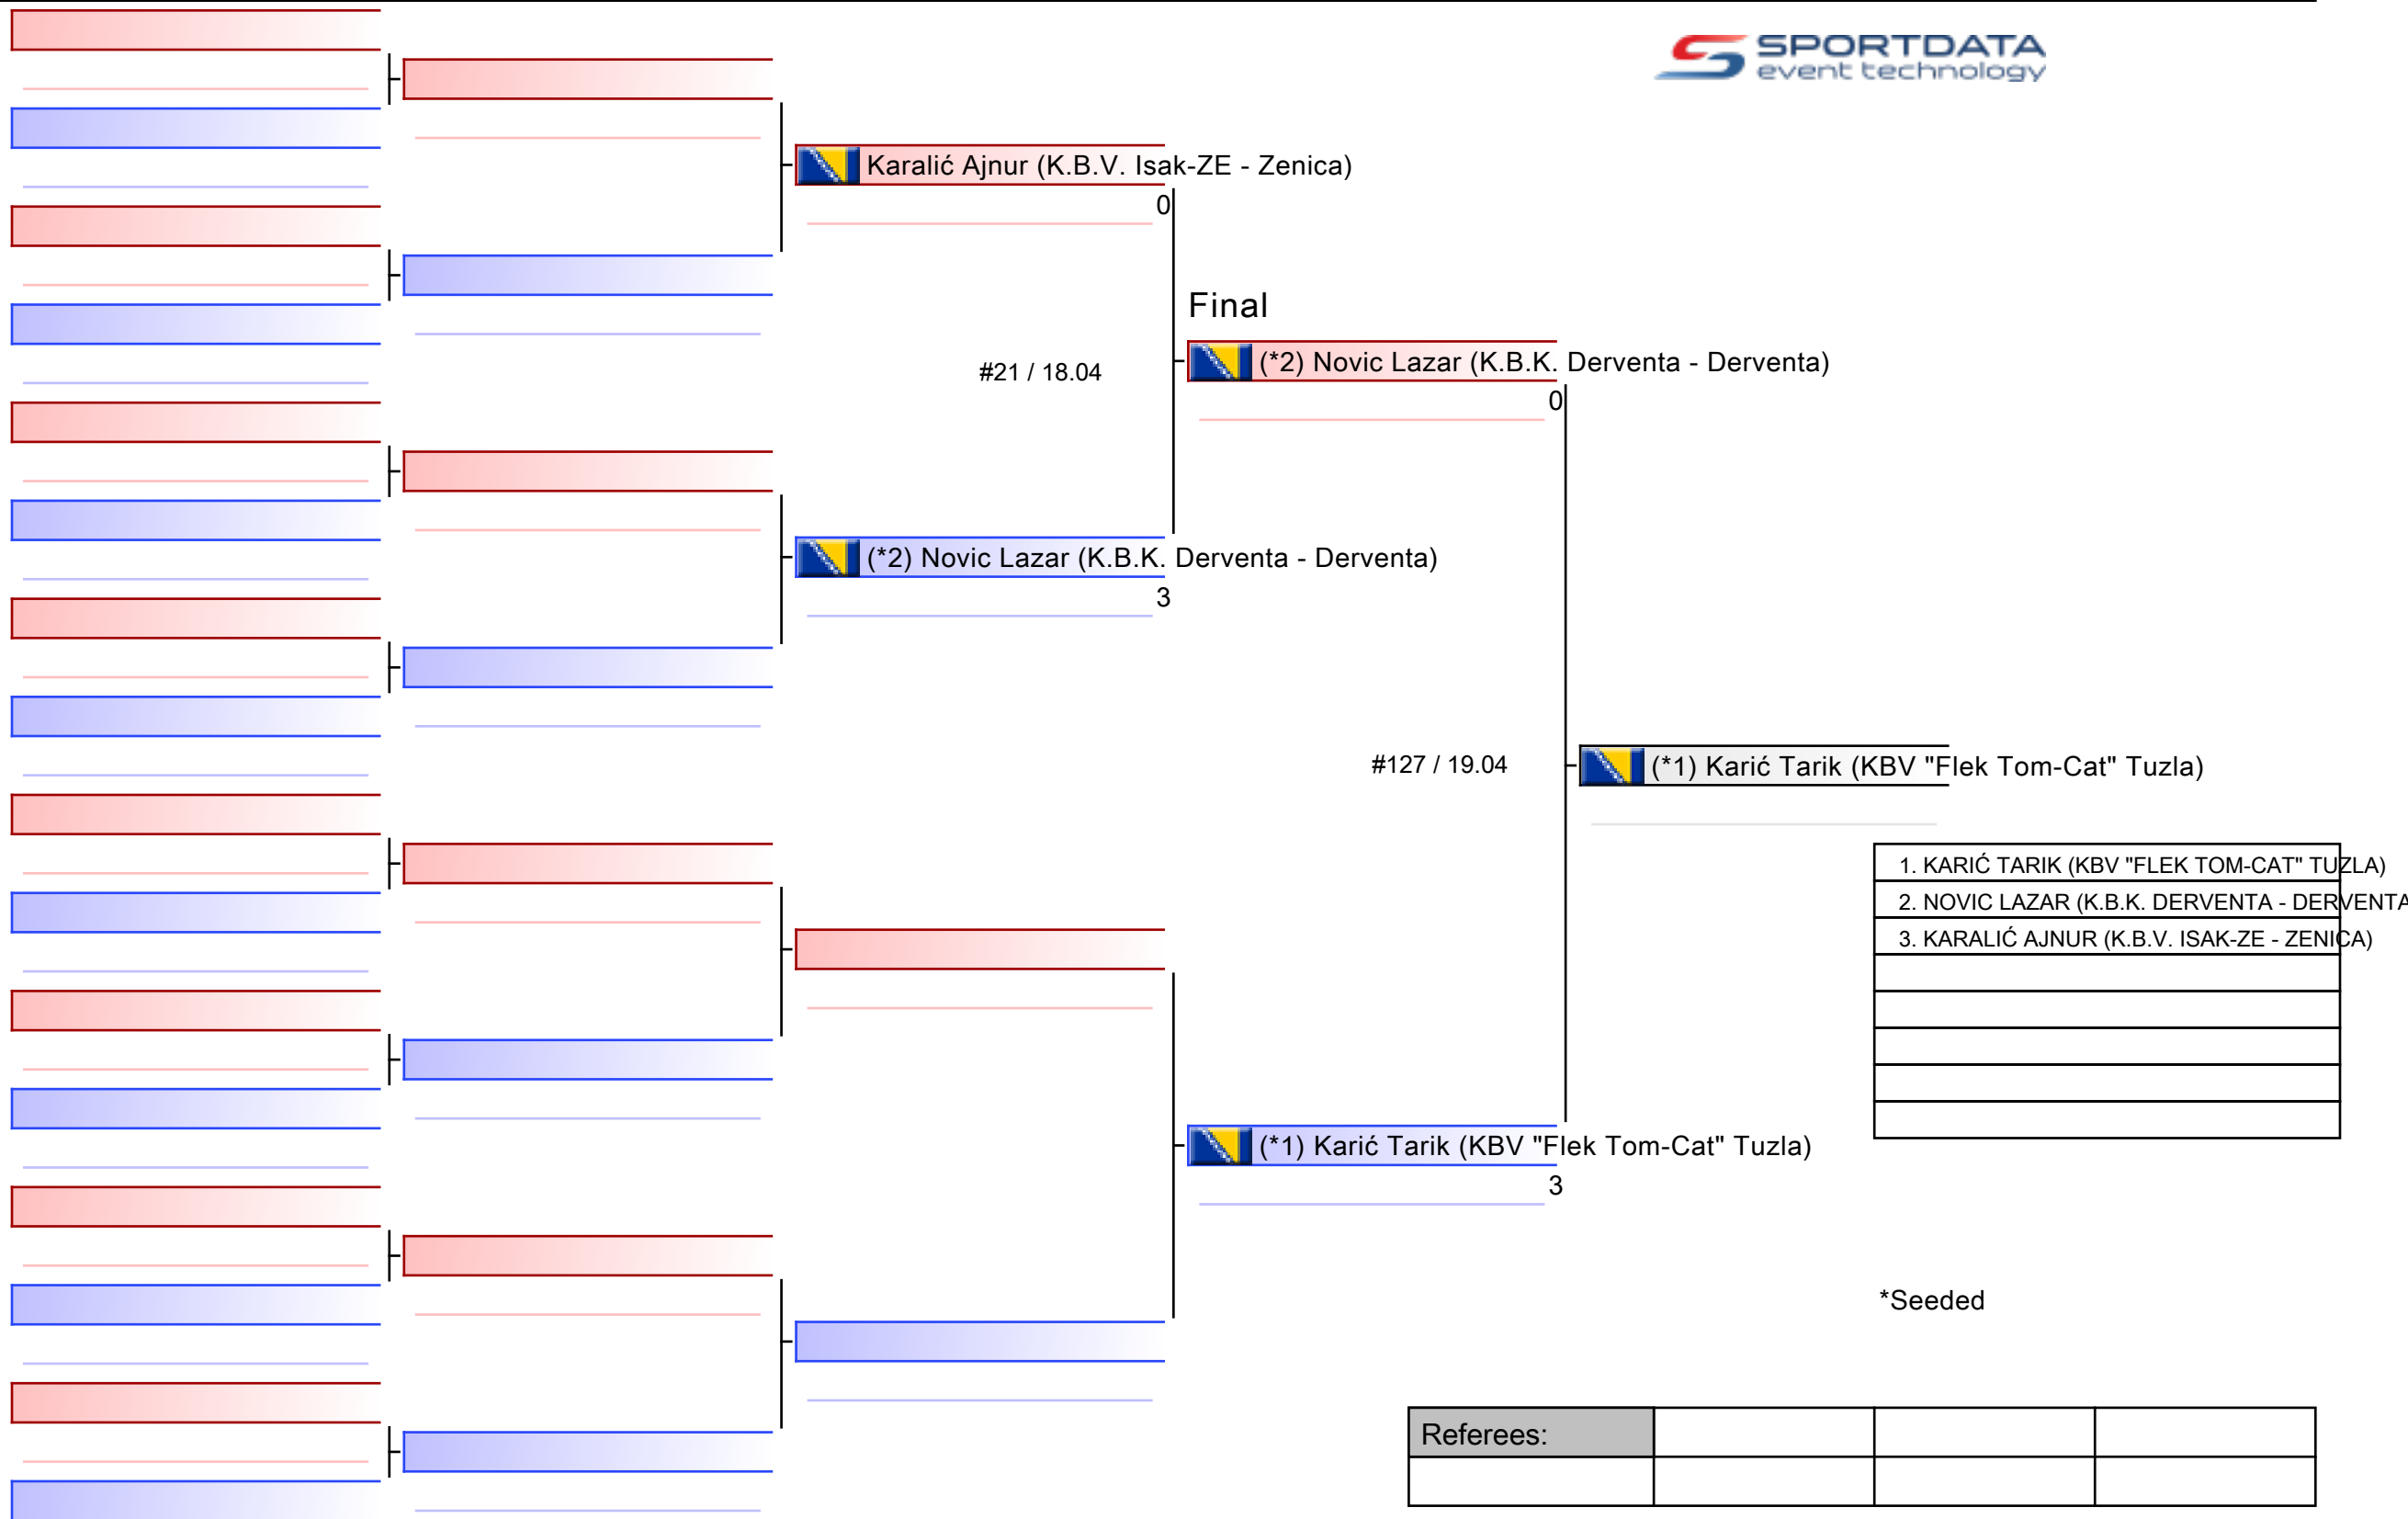 SPORTDATA
event technology
Karalić Ajnur (K.B.V. Isak-ZE - Zenica)
0
Final
#21 / 18.04
(*2) Novic Lazar (K.B.K. Derventa - Derventa)
0
(*2) Novic Lazar (K.B.K. Derventa - Derventa)
3
#127 / 19.04
(*1) Karić Tarik (KBV "Flek Tom-Cat" Tuzla)
1. KARIĆ TARIK (KBV "FLEK TOM-CAT" TUZLA)
2. NOVIC LAZAR (K.B.K. DERVENTA - DERVENTA
3. KARALIĆ AJNUR (K.B.V. ISAK-ZE - ZENICA)
(*1) Karić Tarik (KBV "Flek Tom-Cat" Tuzla)
3
*Seeded
Referees: